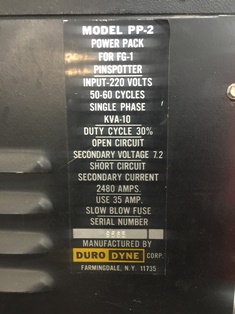 MODEL PP-2
POWER PACK
FOR FG-1
PINSPOTTER
INPUT-220 VOLTS
50-60 CYCLES
SINGLE PHASE
KVA-10
DUTY CYCLE 30%
OPEN CIRCUIT
SECONDARY VOLTAGE 7.2
SHORT CIRCUIT
SECONDARY CURRENT
2480 AMPS.
USE 35 AMP.
SLOW BLOW FUSE
SERIAL NUMBER
MANUFACTURED BY
DURO DYNE CORP.
FARMINGDALE, N.Y. 11735